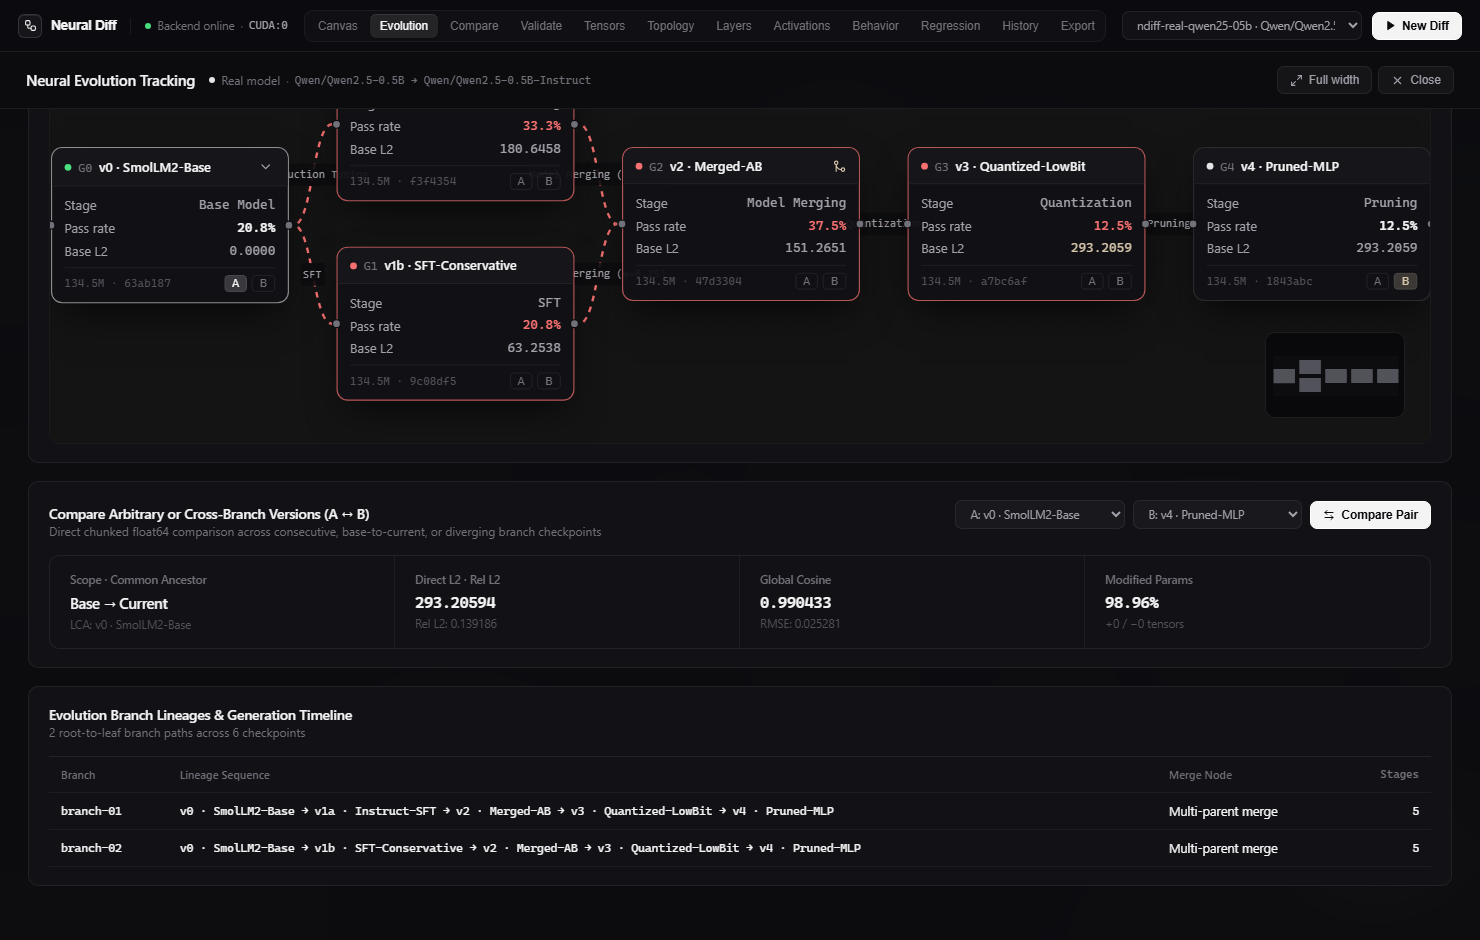 Neural Diff
Backend online · CUDA:0
Canvas Evolution Compare Validate Tensors Topology Layers Activations Behavior Regression History Export
ndiff-real-qwen25-05b · Qwen/Qwen2.
New Diff
Neural Evolution Tracking
Real model · Qwen/Qwen2.5-0.5B → Qwen/Qwen2.5-0.5B-Instruct
Full width
Close
G0 v0 · SmolLM2-Base
Stage Base Model
Pass rate 20.8%
Base L2 0.0000
134.5M · 63ab187 A B
uction T
SFT
Pass rate 33.3%
Base L2 180.6458
134.5M · f3f4354 A B
G1 v1b · SFT-Conservative
Stage SFT
Pass rate 20.8%
Base L2 63.2538
134.5M · 9c08df5 A B
erging (
erging (
G2 v2 · Merged-AB
Stage Model Merging
Pass rate 37.5%
Base L2 151.2651
134.5M · 47d3304 A B
ntizati
G3 v3 · Quantized-LowBit
Stage Quantization
Pass rate 12.5%
Base L2 293.2059
134.5M · a7bc6af A B
Pruning
G4 v4 · Pruned-MLP
Stage Pruning
Pass rate 12.5%
Base L2 293.2059
134.5M · 1843abc A B
Compare Arbitrary or Cross-Branch Versions (A ↔ B)
Direct chunked float64 comparison across consecutive, base-to-current, or diverging branch checkpoints
A: v0 · SmolLM2-Base
B: v4 · Pruned-MLP
Compare Pair
Scope · Common Ancestor
Base → Current
LCA: v0 · SmolLM2-Base
Direct L2 · Rel L2
293.20594
Rel L2: 0.139186
Global Cosine
0.990433
RMSE: 0.025281
Modified Params
98.96%
+0 / −0 tensors
Evolution Branch Lineages & Generation Timeline
2 root-to-leaf branch paths across 6 checkpoints
Branch Lineage Sequence Merge Node Stages
branch-01 v0 · SmolLM2-Base → v1a · Instruct-SFT → v2 · Merged-AB → v3 · Quantized-LowBit → v4 · Pruned-MLP Multi-parent merge 5
branch-02 v0 · SmolLM2-Base → v1b · SFT-Conservative → v2 · Merged-AB → v3 · Quantized-LowBit → v4 · Pruned-MLP Multi-parent merge 5